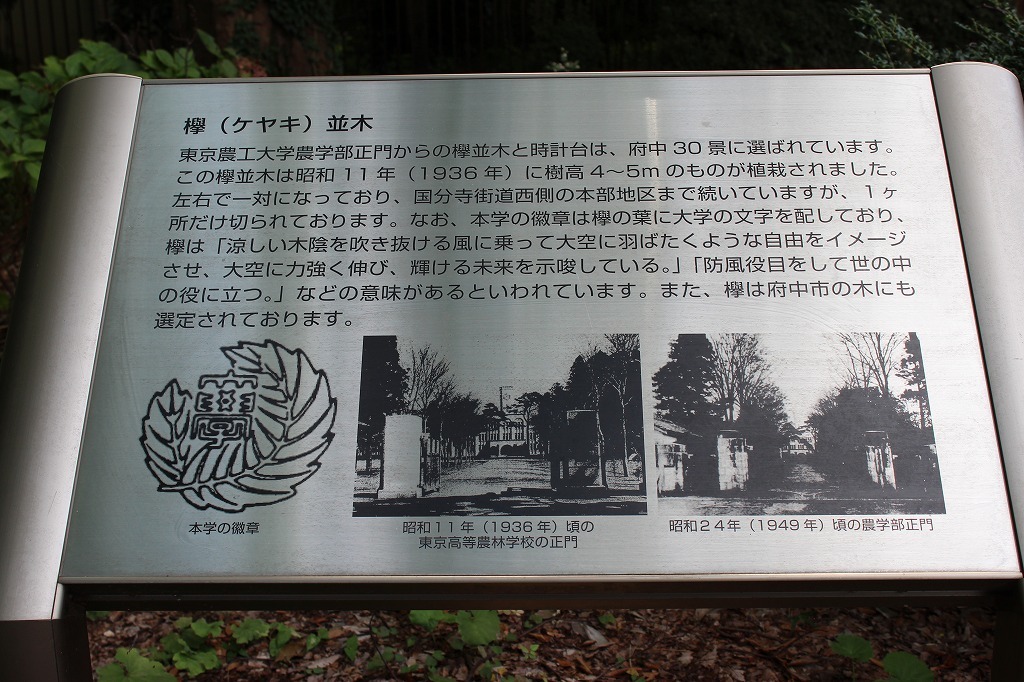 欅（ケヤキ）並木
東京農工大学農学部正門からの欅並木と時計台は、府中30景に選ばれています。
この欅並木は昭和11年（1936年）に樹高4～5mのものが植栽されました。
左右で一対になっており、国分寺街道西側の本部地区まで続いていますが、1ヶ
所だけ切られております。なお、本学の徽章は欅の葉に大学の文字を配しており、
欅は「涼しい木陰を吹き抜ける風に乗って大空に羽ばたくような自由をイメージ
させ、大空に力強く伸び、輝ける未来を示唆している。」「防風役目をして世の中
の役に立つ。」などの意味があるといわれています。また、欅は府中市の木にも
選定されております。
大学
本学の徽章
昭和11年（1936年）頃の
東京高等農林学校の正門
昭和24年（1949年）頃の農学部正門